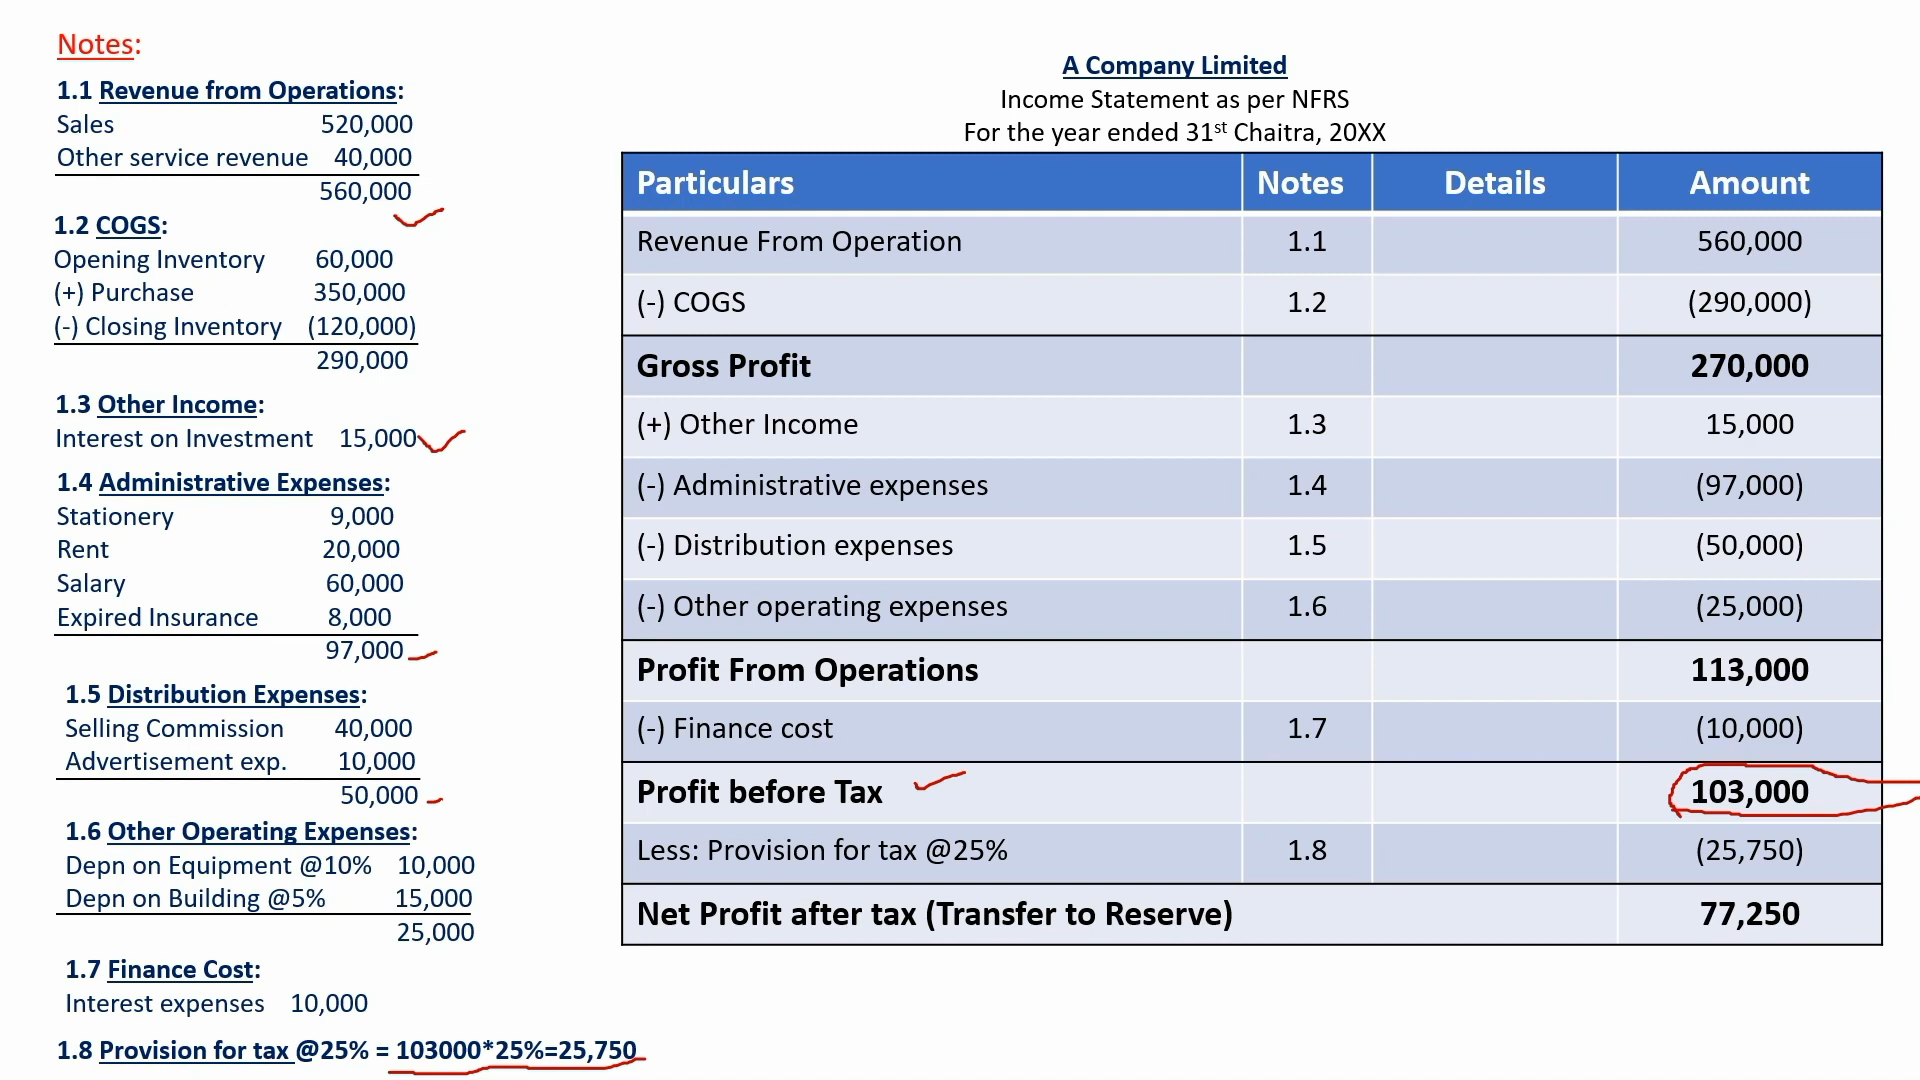 Notes:
1.1 Revenue from Operations:
Sales 520,000
Other service revenue 40,000
560,000
1.2 COGS:
Opening Inventory 60,000
(+) Purchase 350,000
(-) Closing Inventory (120,000)
290,000
1.3 Other Income:
Interest on Investment 15,000
1.4 Administrative Expenses:
Stationery 9,000
Rent 20,000
Salary 60,000
Expired Insurance 8,000
97,000
1.5 Distribution Expenses:
Selling Commission 40,000
Advertisement exp. 10,000
50,000
1.6 Other Operating Expenses:
Depn on Equipment @10% 10,000
Depn on Building @5% 15,000
25,000
1.7 Finance Cost:
Interest expenses 10,000
1.8 Provision for tax @25% = 103000*25%=25,750
A Company Limited
Income Statement as per NFRS
For the year ended 31st Chaitra, 20XX
Particulars Notes Details Amount
Revenue From Operation 1.1 560,000
(-) COGS 1.2 (290,000)
Gross Profit 270,000
(+) Other Income 1.3 15,000
(-) Administrative expenses 1.4 (97,000)
(-) Distribution expenses 1.5 (50,000)
(-) Other operating expenses 1.6 (25,000)
Profit From Operations 113,000
(-) Finance cost 1.7 (10,000)
Profit before Tax 103,000
Less: Provision for tax @25% 1.8 (25,750)
Net Profit after tax (Transfer to Reserve) 77,250